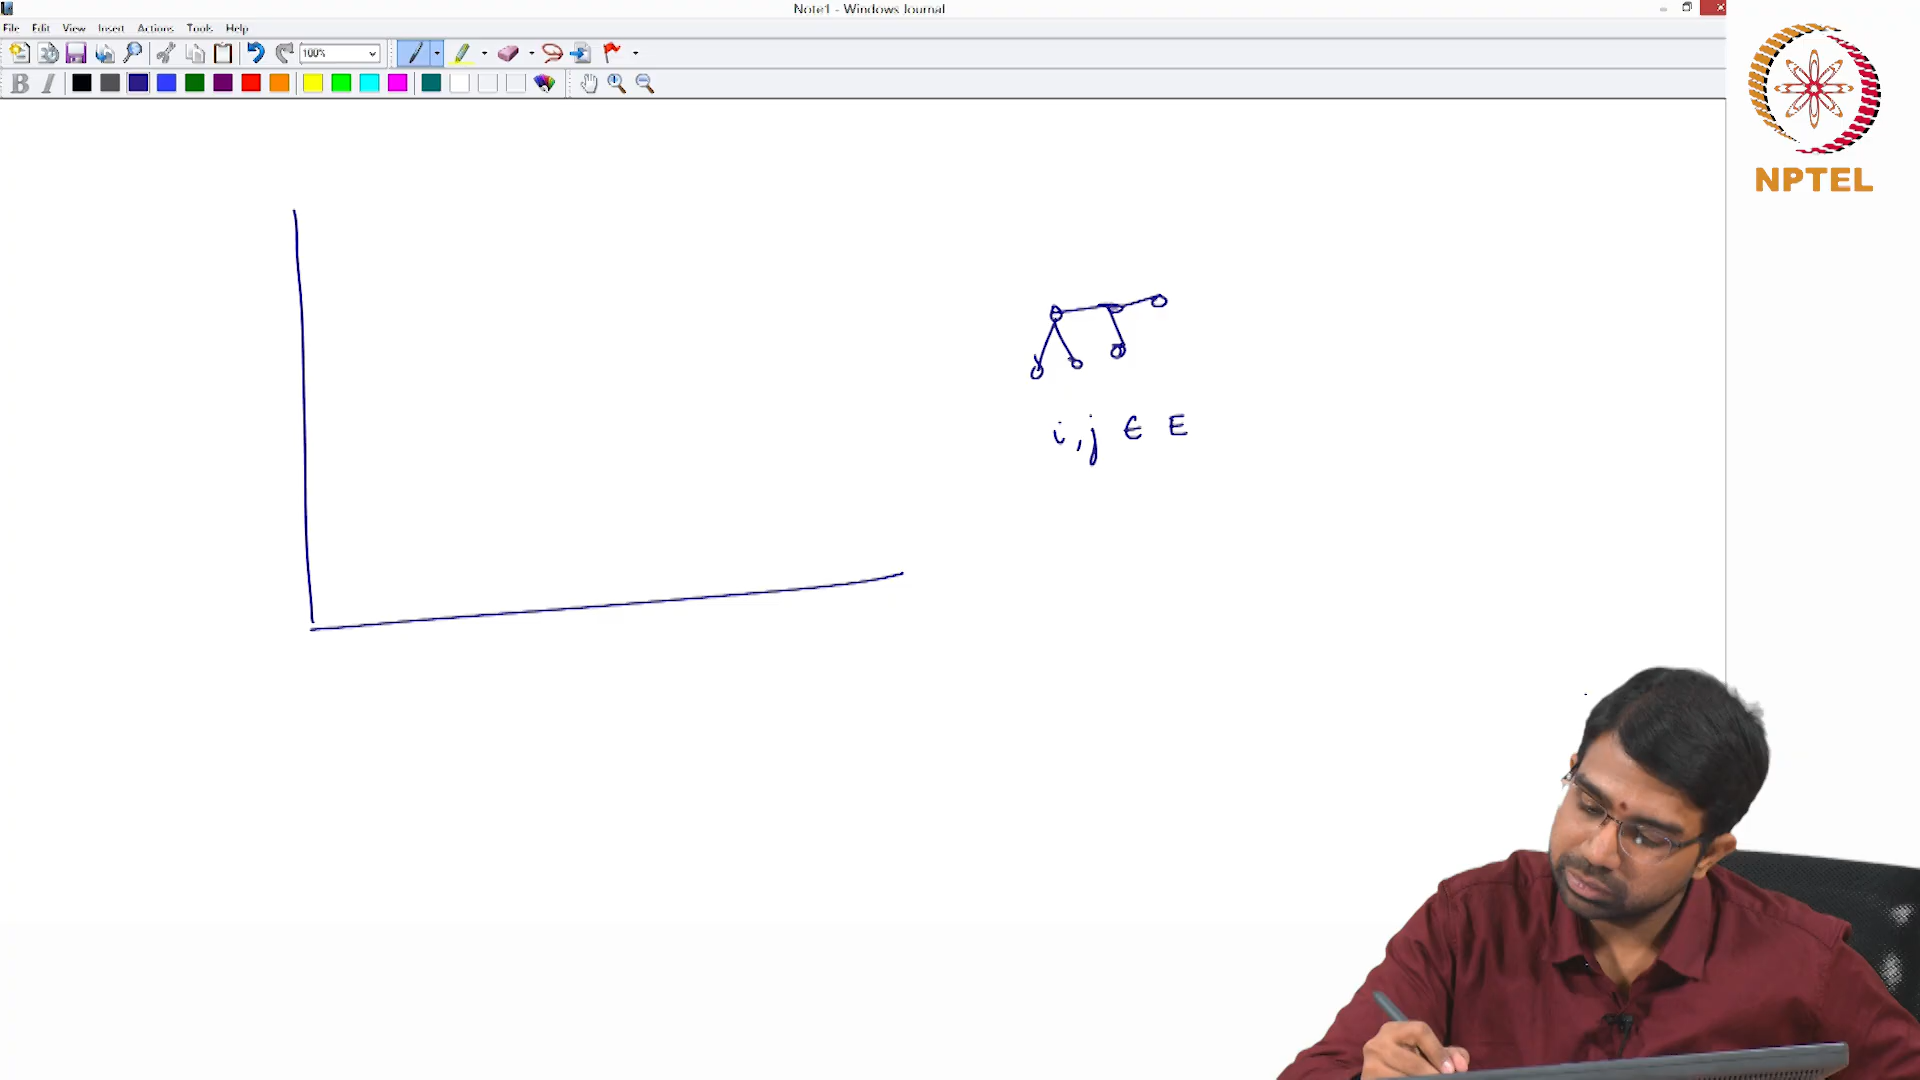 Note1 - Windows Journal
File Edit View Insert Actions Tools Help
100%
B I
NPTEL
i, j ∈ E